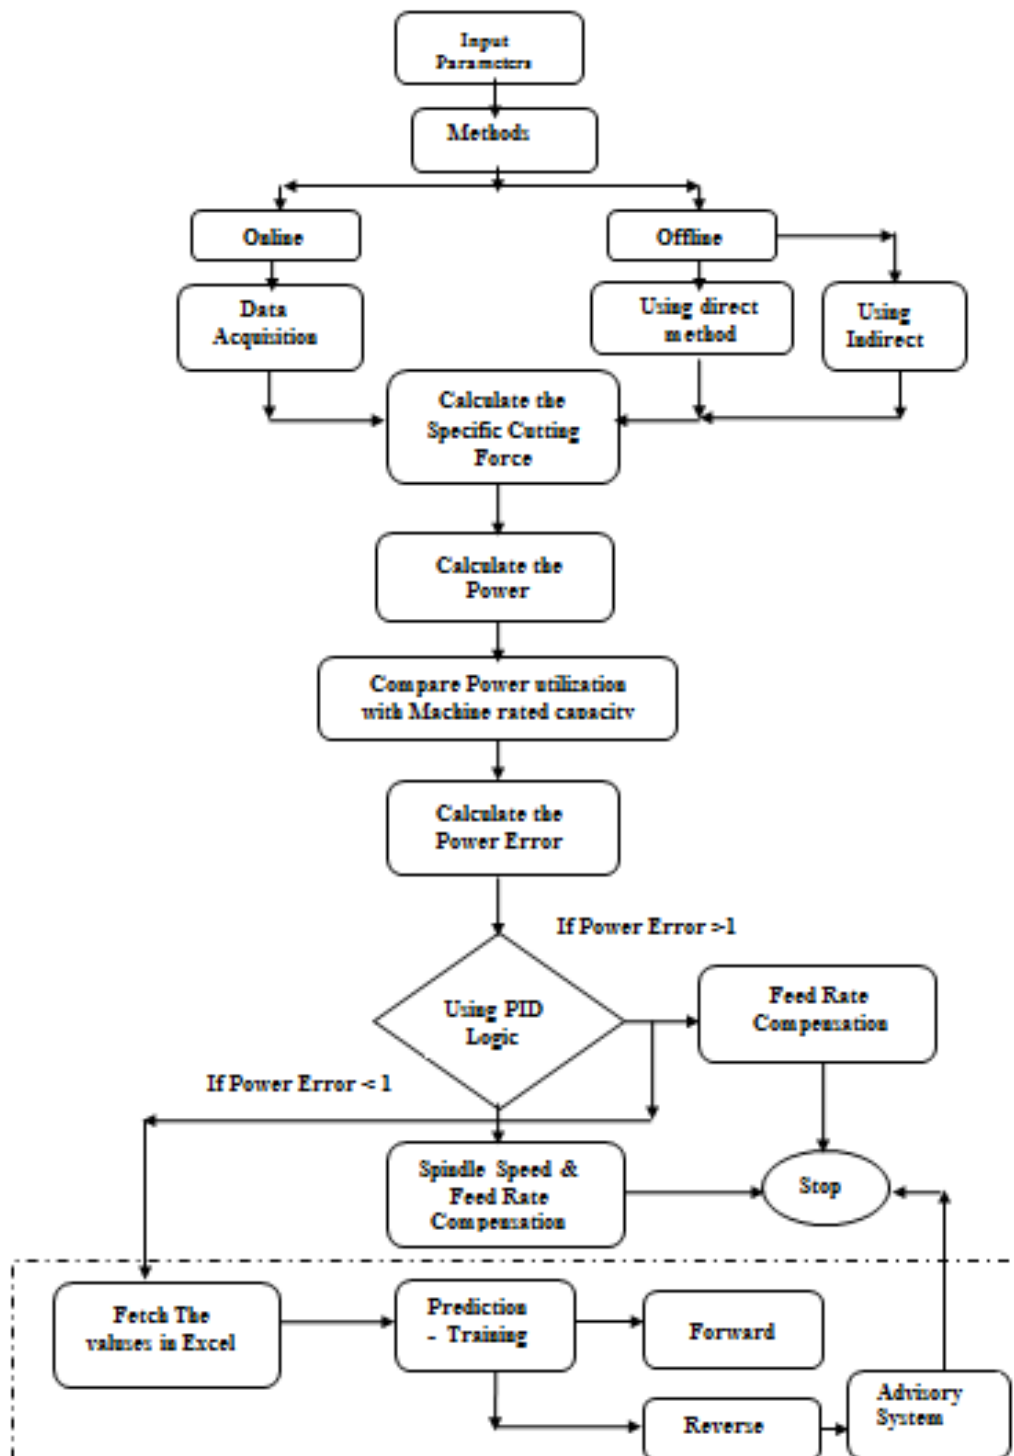 Input
Parameters
Methods
Online
Offline
Data
Acquisition
Using direct
method
Using
Indirect
Calculate the
Specific Cutting
Force
Calculate the
Power
Compare Power utilization
with Machine rated capacity
Calculate the
Power Error
If Power Error >1
Using PID
Logic
Feed Rate
Compensation
If Power Error < 1
Spindle Speed &
Feed Rate
Compensation
Stop
Fetch The
valuses in Excel
Prediction
- Training
Forward
Reverse
Advisory
System